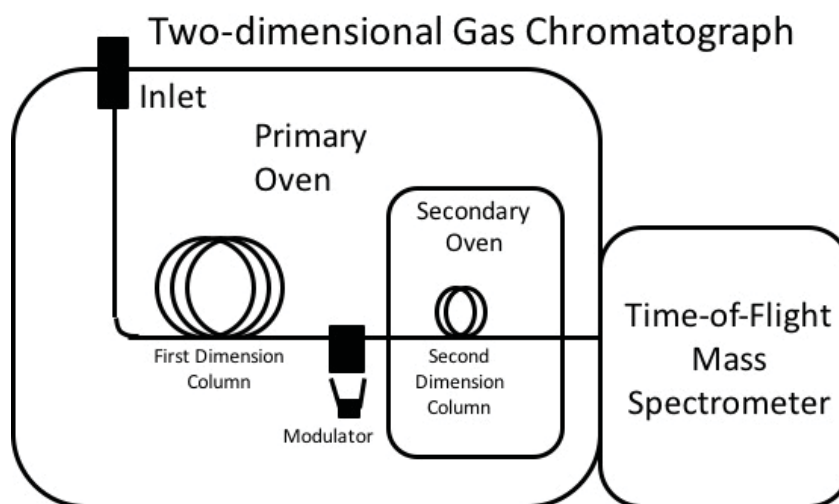 Two-dimensional Gas Chromatograph
Inlet
Primary
Oven
Secondary
Oven
First Dimension
Column
Modulator
Second
Dimension
Column
Time-of-Flight
Mass
Spectrometer